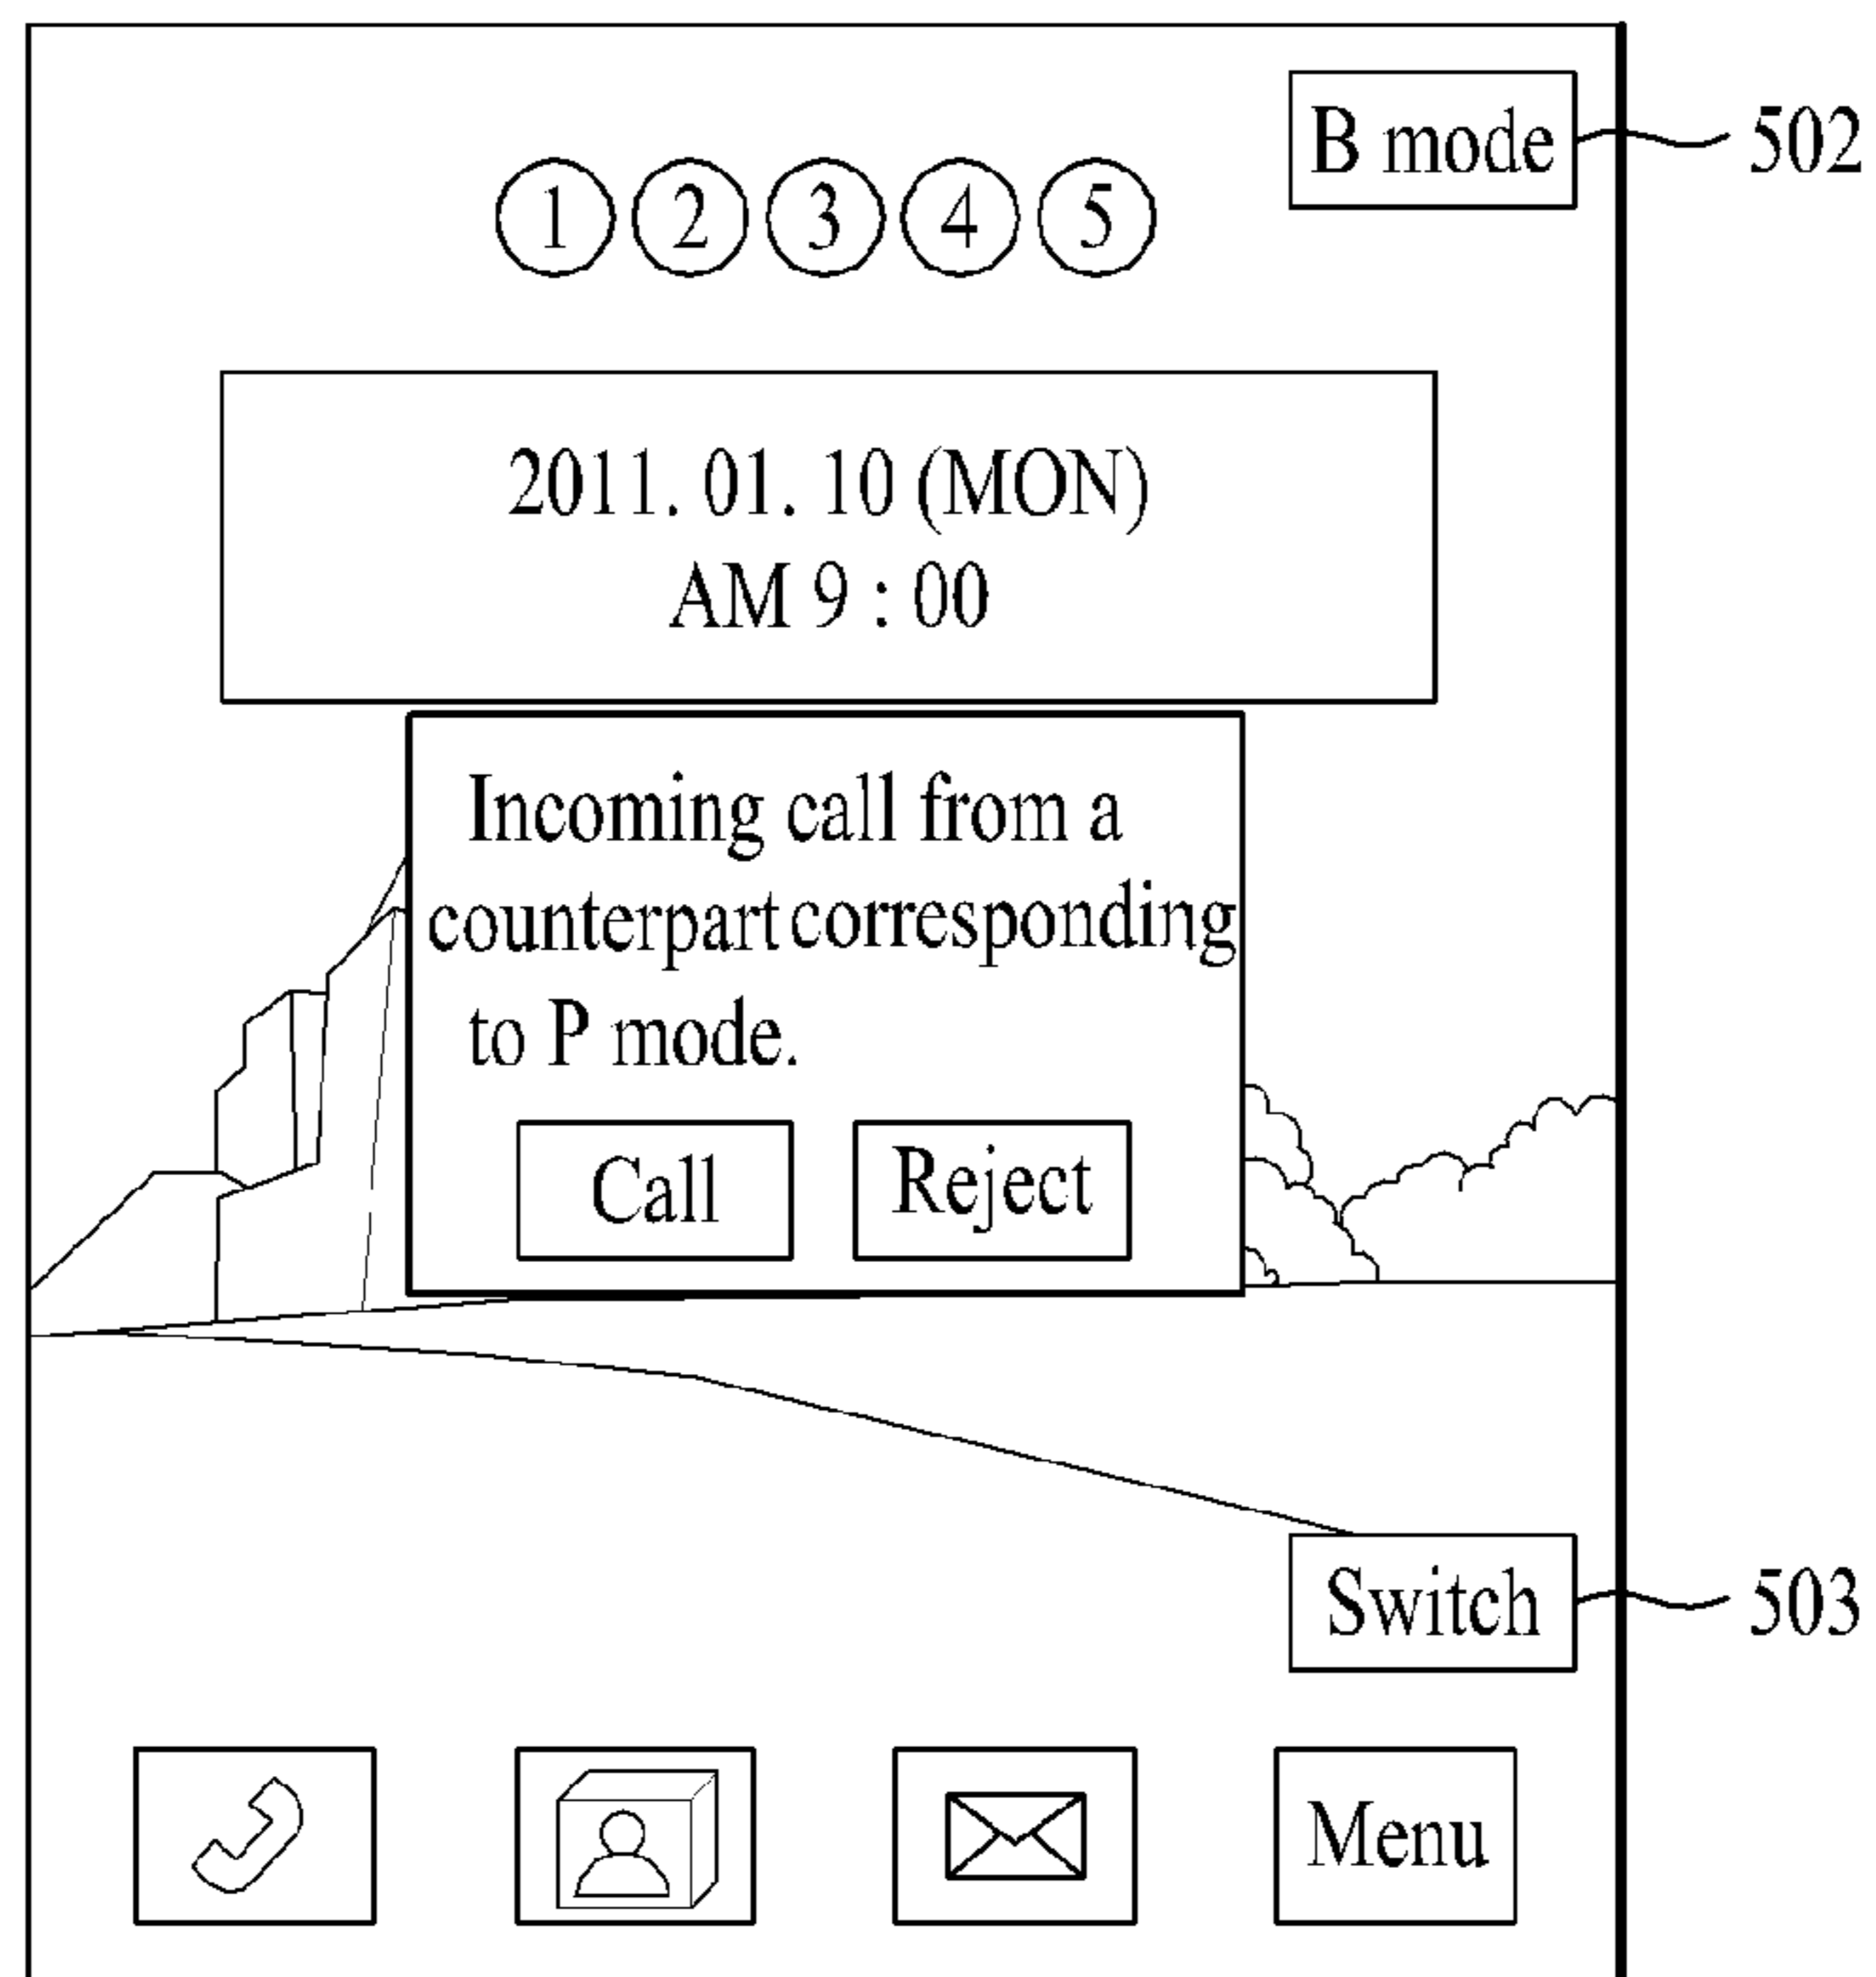 B mode
502
1 2 3 4 5
2011. 01. 10 (MON)
AM 9 : 00
Incoming call from a
counterpart corresponding
to P mode.
Call Reject
Switch
503
Menu